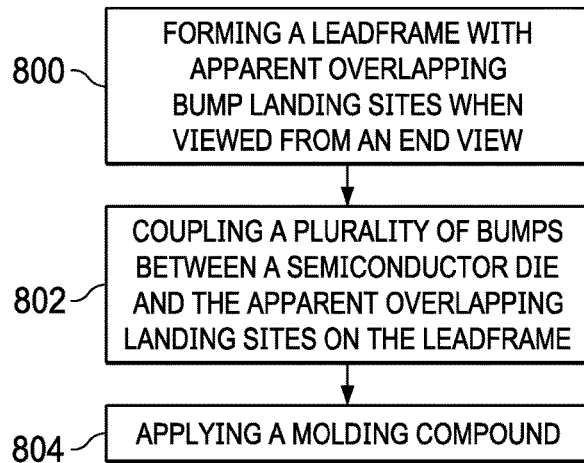 800
FORMING A LEADFRAME WITH
APPARENT OVERLAPPING
BUMP LANDING SITES WHEN
VIEWED FROM AN END VIEW
802
COUPLING A PLURALITY OF BUMPS
BETWEEN A SEMICONDUCTOR DIE
AND THE APPARENT OVERLAPPING
LANDING SITES ON THE LEADFRAME
804
APPLYING A MOLDING COMPOUND